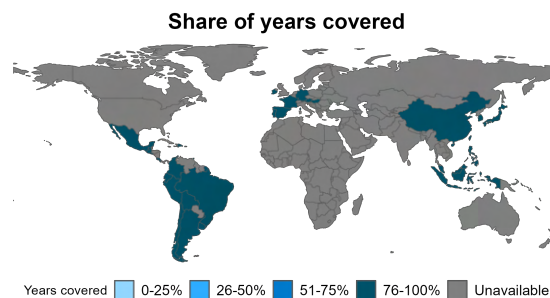 Share of years covered
Years covered 0-25% 26-50% 51-75% 76-100% Unavailable